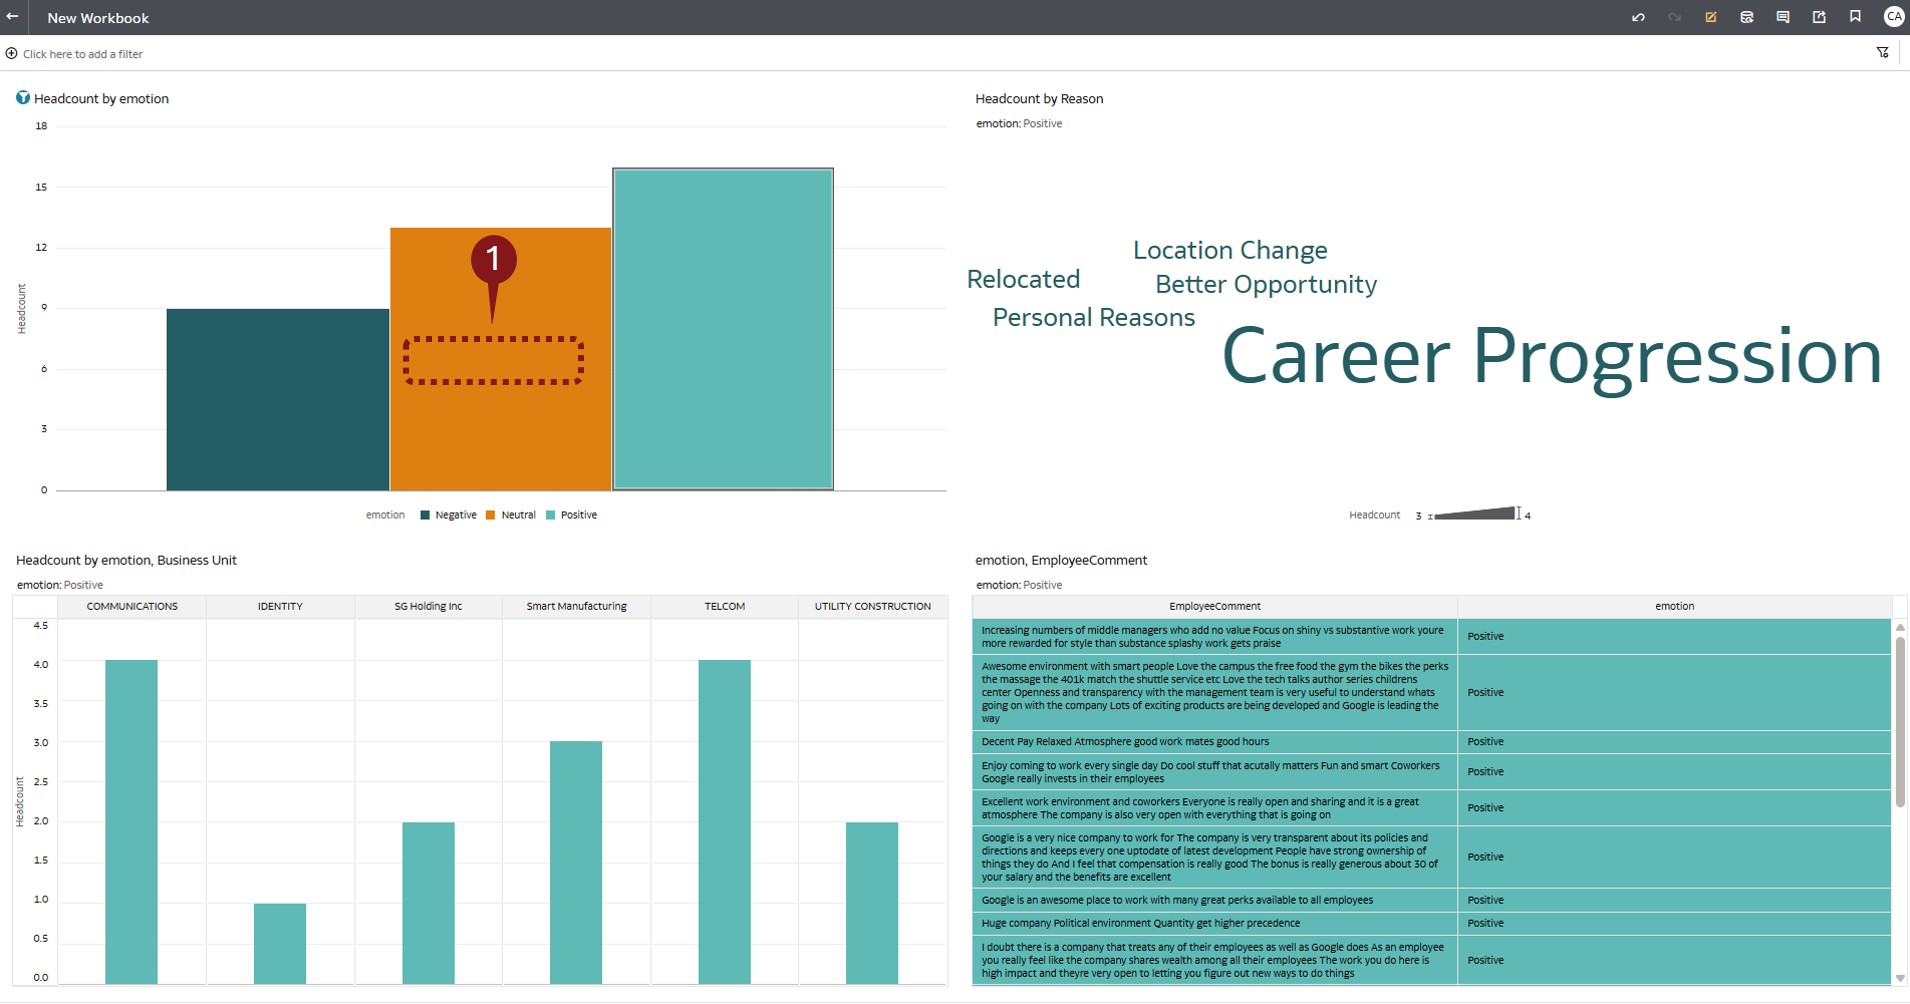 New Workbook
CA
Click here to add a filter
Headcount by emotion
18
15
12
9
6
3
0
Headcount
1
emotion Negative Neutral Positive
Headcount by Reason
emotion: Positive
Location Change
Relocated
Better Opportunity
Personal Reasons
Career Progression
Headcount 3 4
Headcount by emotion, Business Unit
emotion: Positive
COMMUNICATIONS IDENTITY SG Holding Inc Smart Manufacturing TELCOM UTILITY CONSTRUCTION
4.5
4.0
3.5
3.0
2.5
2.0
1.5
1.0
0.5
0.0
Headcount
emotion, EmployeeComment
emotion: Positive
EmployeeComment emotion
Increasing numbers of middle managers who add no value Focus on shiny vs substantive work youre
more rewarded for style than substance splashy work gets praise
Positive
Awesome environment with smart people Love the campus the free food the gym the bikes the perks
the massage the 401k match the shuttle service etc Love the tech talks author series childrens
center Openness and transparency with the management team is very useful to understand whats
going on with the company Lots of exciting products are being developed and Google is leading the
way
Positive
Decent Pay Relaxed Atmosphere good work mates good hours
Positive
Enjoy coming to work every single day Do cool stuff that acutally matters Fun and smart Coworkers
Google really invests in their employees
Positive
Excellent work environment and coworkers Everyone is really open and sharing and it is a great
atmosphere The company is also very open with everything that is going on
Positive
Google is a very nice company to work for The company is very transparent about its policies and
directions and keeps every one uptodate of latest development People have strong ownership of
things they do And I feel that compensation is really good The bonus is really generous about 30 of
your salary and the benefits are excellent
Positive
Google is an awesome place to work with many great perks available to all employees
Positive
Huge company Political environment Quantity get higher precedence
Positive
I doubt there is a company that treats any of their employees as well as Google does As an employee
you really feel like the company shares wealth among all their employees The work you do here is
high impact and theyre very open to letting you figure out new ways to do things
Positive